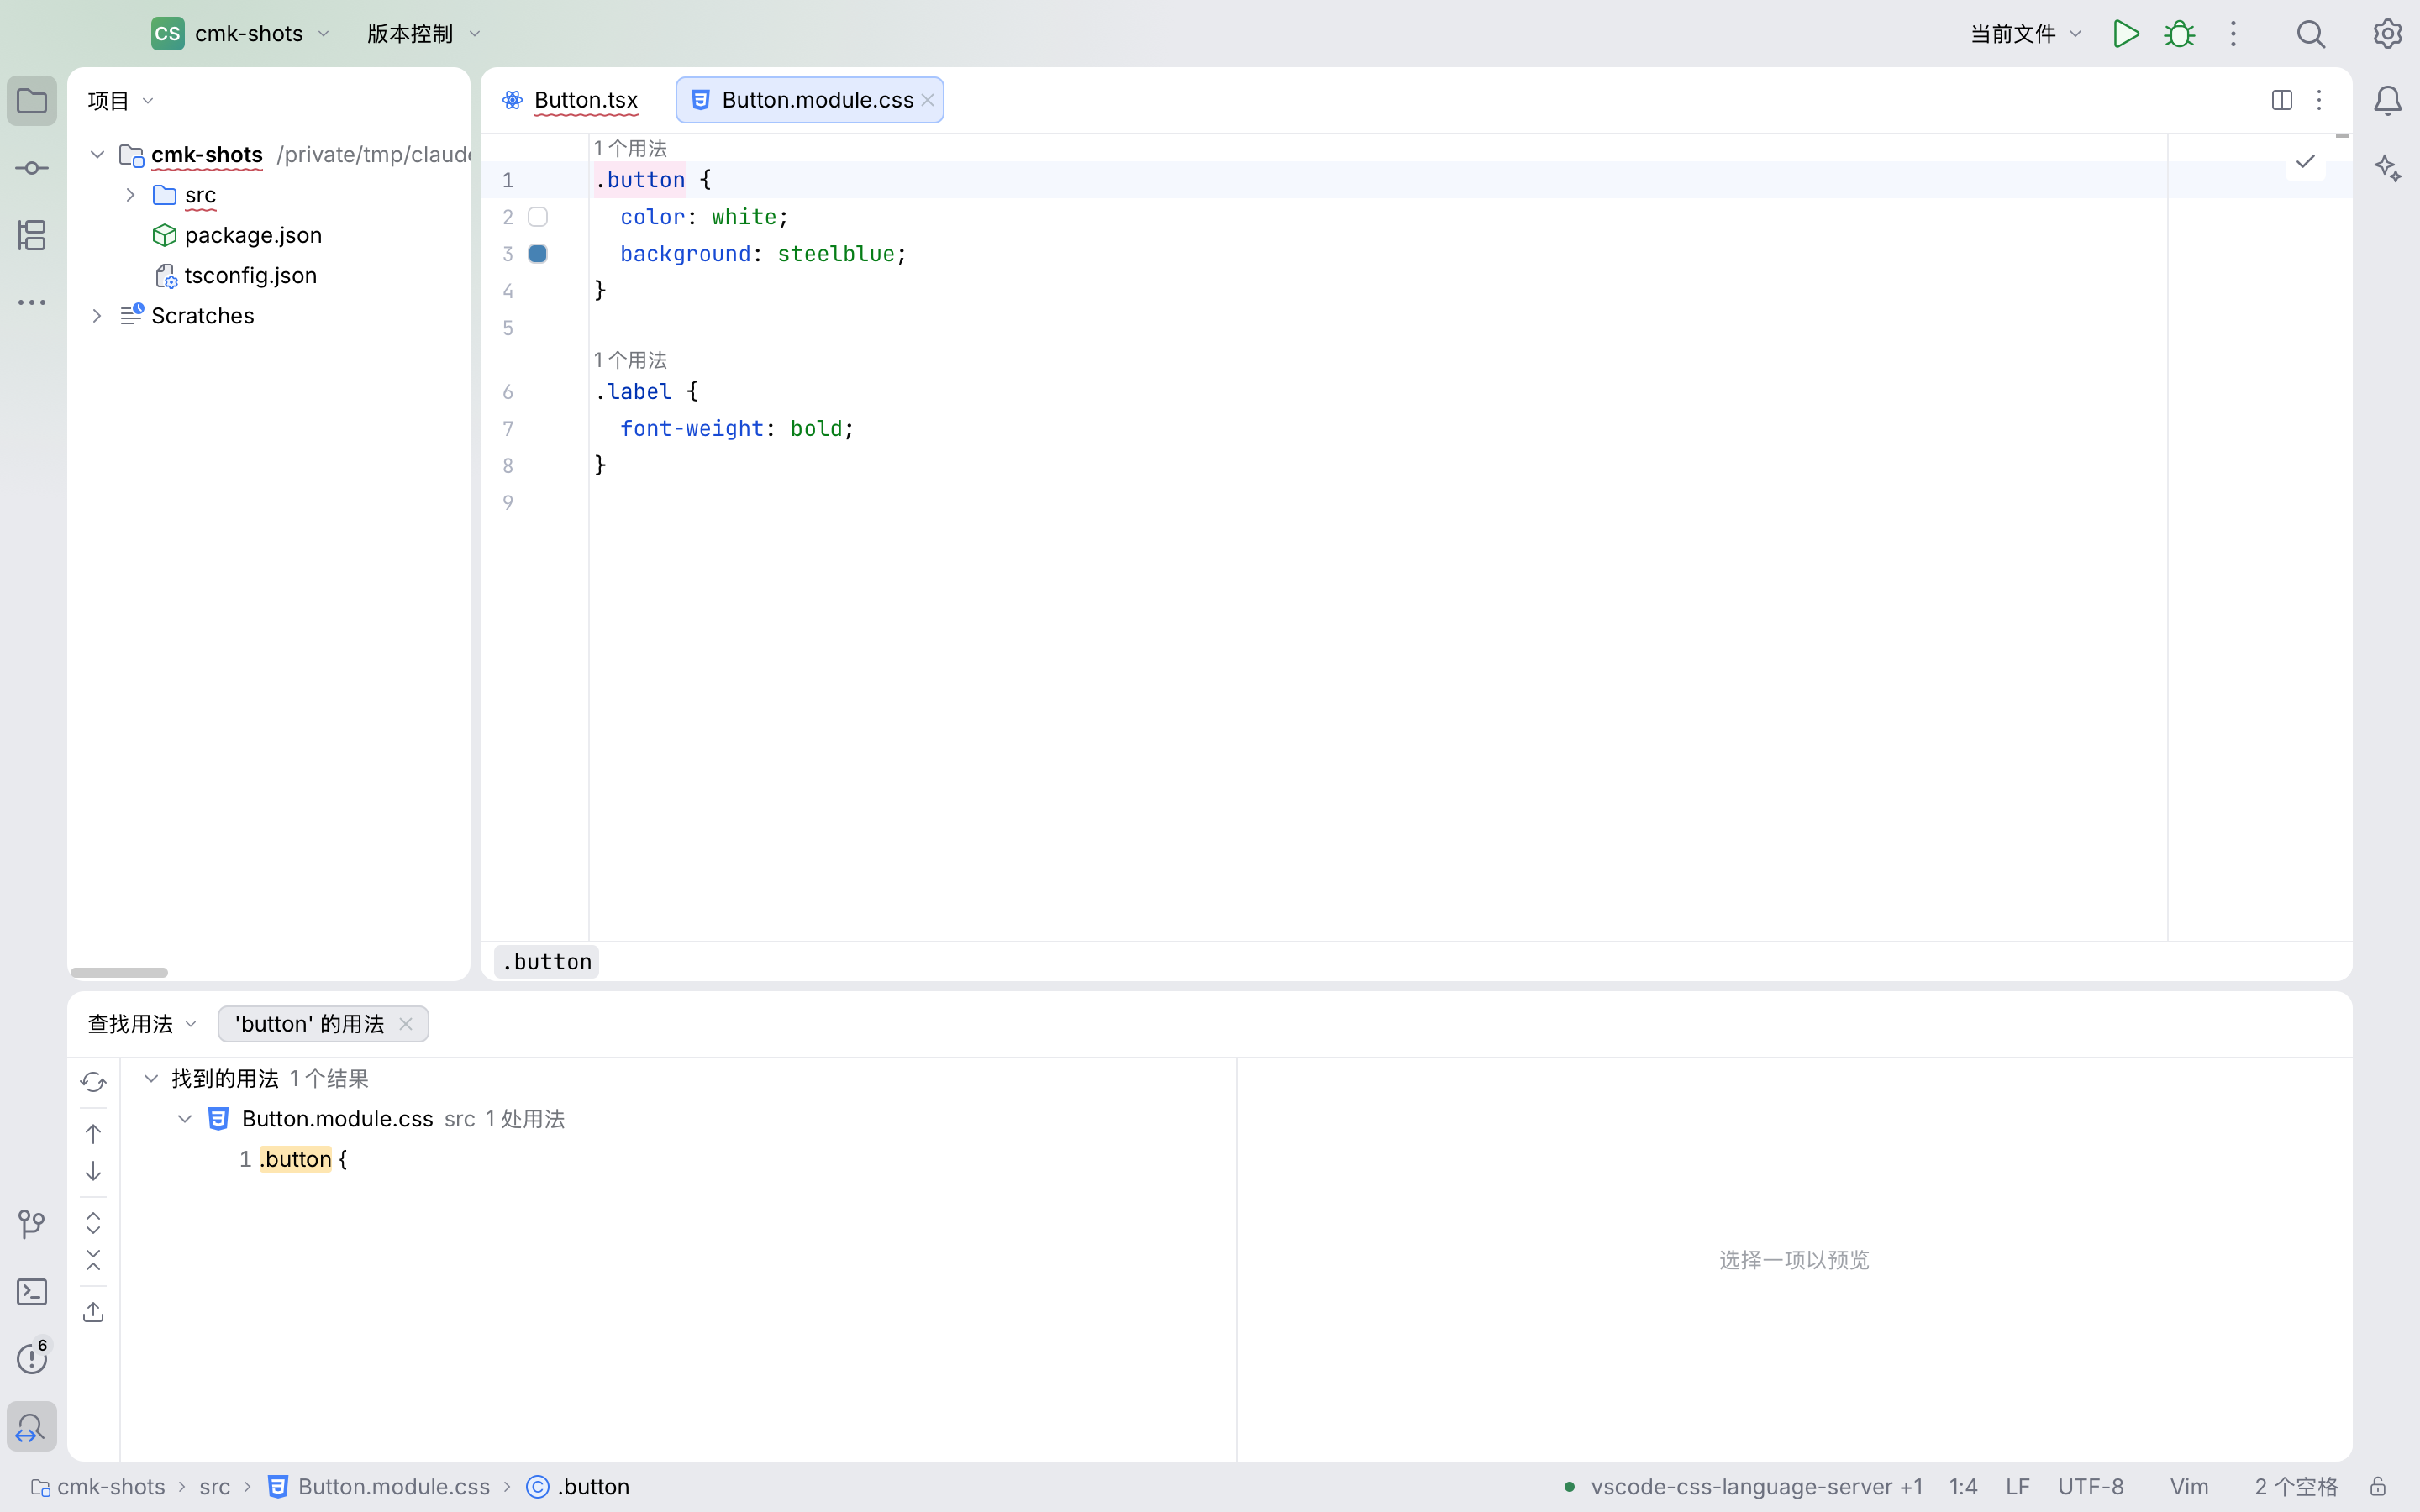 CS cmk-shots 版本控制 当前文件
项目
cmk-shots /private/tmp/claude
src
package.json
tsconfig.json
Scratches
Button.tsx Button.module.css
1 个用法
1 .button {
2 color: white;
3 background: steelblue;
4 }
5
1 个用法
6 .label {
7 font-weight: bold;
8 }
9
.button
查找用法 'button' 的用法
找到的用法 1 个结果
Button.module.css src 1 处用法
1 .button {
选择一项以预览
6
cmk-shots › src › Button.module.css › .button
vscode-css-language-server +1 1:4 LF UTF-8 Vim 2 个空格